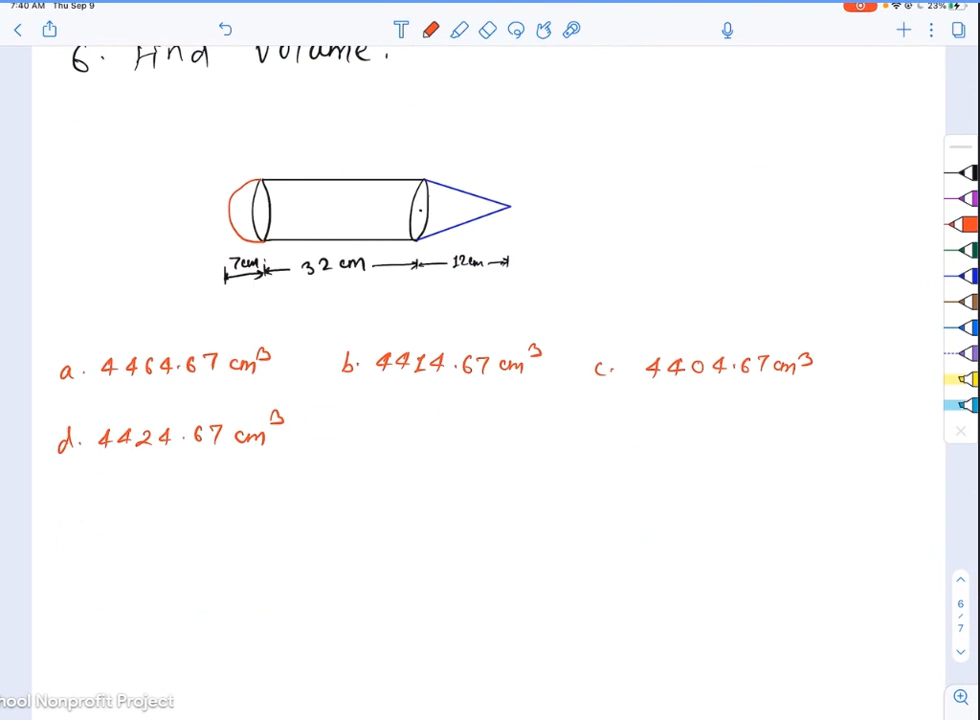 7:40 AM Thu Sep 9
23%
6. Find Volume.
7cm 32 cm 12cm
a. 4464.67 cm³ b. 4414.67 cm³ c. 4404.67 cm³
d. 4424.67 cm³
6
/
7
hool Nonprofit Project